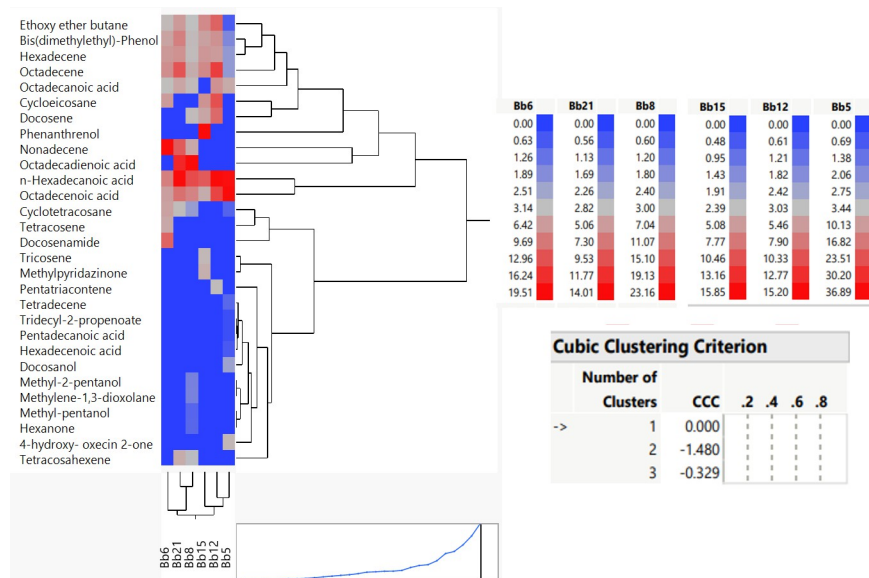 Ethoxy ether butane
Bis(dimethylethyl)-Phenol
Hexadecene
Octadecene
Octadecanoic acid
Cycloeicosane
Docosene
Phenanthrenol
Nonadecene
Octadecadienoic acid
n-Hexadecanoic acid
Octadecenoic acid
Cyclotetracosane
Tetracosene
Docosenamide
Tricosene
Methylpyridazinone
Pentatriacontene
Tetradecene
Tridecyl-2-propenoate
Pentadecanoic acid
Hexadecenoic acid
Docosanol
Methyl-2-pentanol
Methylene-1,3-dioxolane
Methyl-pentanol
Hexanone
4-hydroxy- oxecin 2-one
Tetracosahexene
Bb6 Bb21 Bb8 Bb15 Bb12 Bb5
Bb6 Bb21 Bb8 Bb15 Bb12 Bb5
0.00 0.00 0.00 0.00 0.00 0.00
0.63 0.56 0.60 0.48 0.61 0.69
1.26 1.13 1.20 0.95 1.21 1.38
1.89 1.69 1.80 1.43 1.82 2.06
2.51 2.26 2.40 1.91 2.42 2.75
3.14 2.82 3.00 2.39 3.03 3.44
6.42 5.06 7.04 5.08 5.46 10.13
9.69 7.30 11.07 7.77 7.90 16.82
12.96 9.53 15.10 10.46 10.33 23.51
16.24 11.77 19.13 13.16 12.77 30.20
19.51 14.01 23.16 15.85 15.20 36.89
Cubic Clustering Criterion
Number of
Clusters CCC .2 .4 .6 .8
-> 1 0.000
2 -1.480
3 -0.329